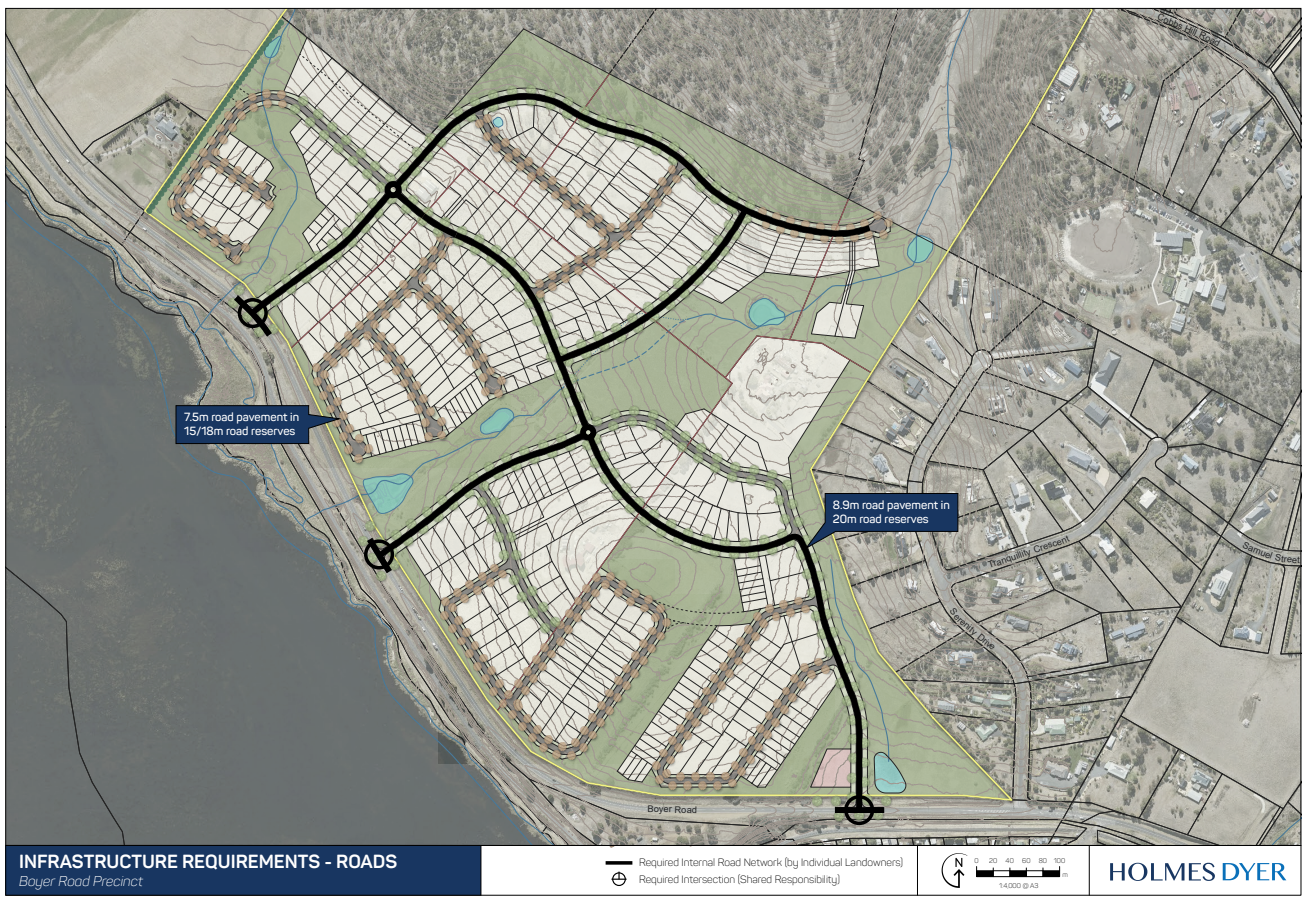 Cobbs Hill Road
7.5m road pavement in
15/18m road reserves
8.9m road pavement in
20m road reserves
Tranquillity Crescent
Samuel Street
Serenity Drive
Boyer Road
INFRASTRUCTURE REQUIREMENTS - ROADS
Boyer Road Precinct
Required Internal Road Network (by Individual Landowners)
Required Intersection (Shared Responsibility)
N
0 20 40 60 80 100
m
1:4,000 @ A3
HOLMES DYER